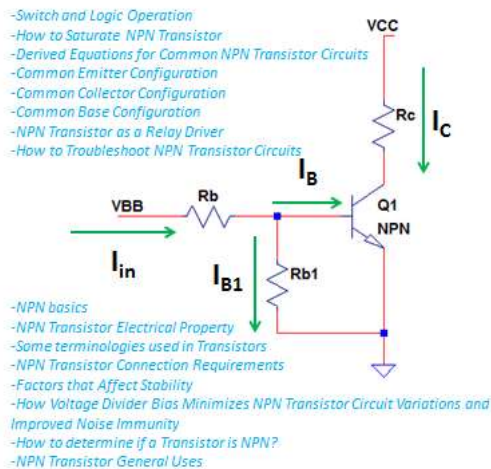 -Switch and Logic Operation
-How to Saturate NPN Transistor
-Derived Equations for Common NPN Transistor Circuits
-Common Emitter Configuration
-Common Collector Configuration
-Common Base Configuration
-NPN Transistor as a Relay Driver
-How to Troubleshoot NPN Transistor Circuits
VCC
Rc
IC
IB
Q1
NPN
VBB
Rb
Iin
IB1
Rb1
-NPN basics
-NPN Transistor Electrical Property
-Some terminologies used in Transistors
-NPN Transistor Connection Requirements
-Factors that Affect Stability
-How Voltage Divider Bias Minimizes NPN Transistor Circuit Variations and
Improved Noise Immunity
-How to determine if a Transistor is NPN?
-NPN Transistor General Uses